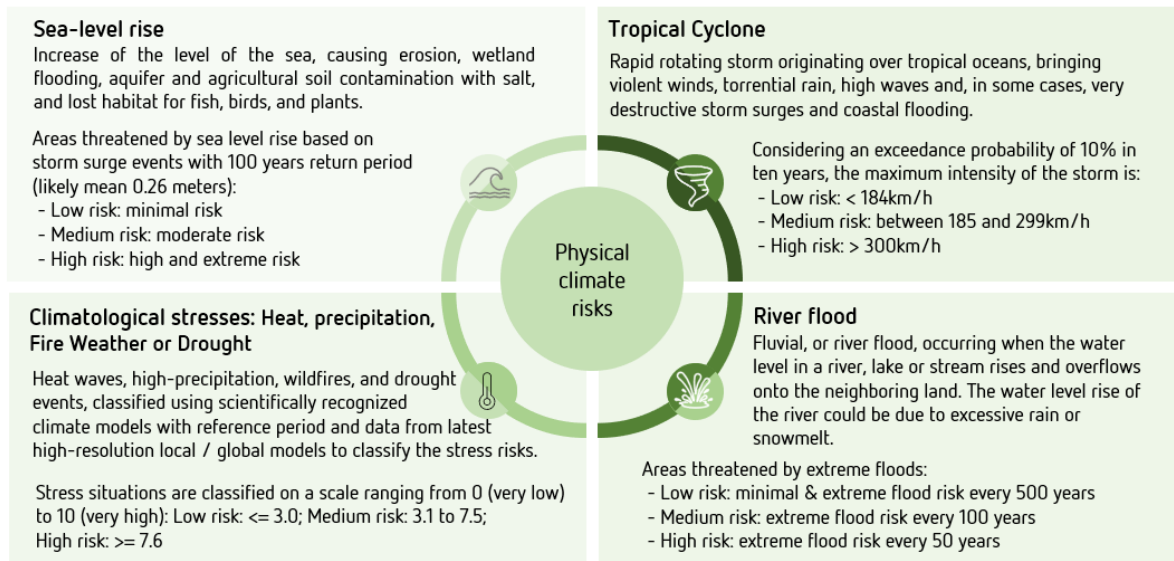 Sea-level rise
Increase of the level of the sea, causing erosion, wetland
flooding, aquifer and agricultural soil contamination with salt,
and lost habitat for fish, birds, and plants.
Areas threatened by sea level rise based on
storm surge events with 100 years return period
(likely mean 0.26 meters):
- Low risk: minimal risk
- Medium risk: moderate risk
- High risk: high and extreme risk
Tropical Cyclone
Rapid rotating storm originating over tropical oceans, bringing
violent winds, torrential rain, high waves and, in some cases, very
destructive storm surges and coastal flooding.
Considering an exceedance probability of 10% in
ten years, the maximum intensity of the storm is:
- Low risk: < 184km/h
- Medium risk: between 185 and 299km/h
- High risk: > 300km/h
Physical
climate
risks
Climatological stresses: Heat, precipitation,
Fire Weather or Drought
Heat waves, high-precipitation, wildfires, and drought
events, classified using scientifically recognized
climate models with reference period and data from latest
high-resolution local / global models to classify the stress risks.
Stress situations are classified on a scale ranging from 0 (very low)
to 10 (very high): Low risk: <= 3.0; Medium risk: 3.1 to 7.5;
High risk: >= 7.6
River flood
Fluvial, or river flood, occurring when the water
level in a river, lake or stream rises and overflows
onto the neighboring land. The water level rise of
the river could be due to excessive rain or
snowmelt.
Areas threatened by extreme floods:
- Low risk: minimal & extreme flood risk every 500 years
- Medium risk: extreme flood risk every 100 years
- High risk: extreme flood risk every 50 years